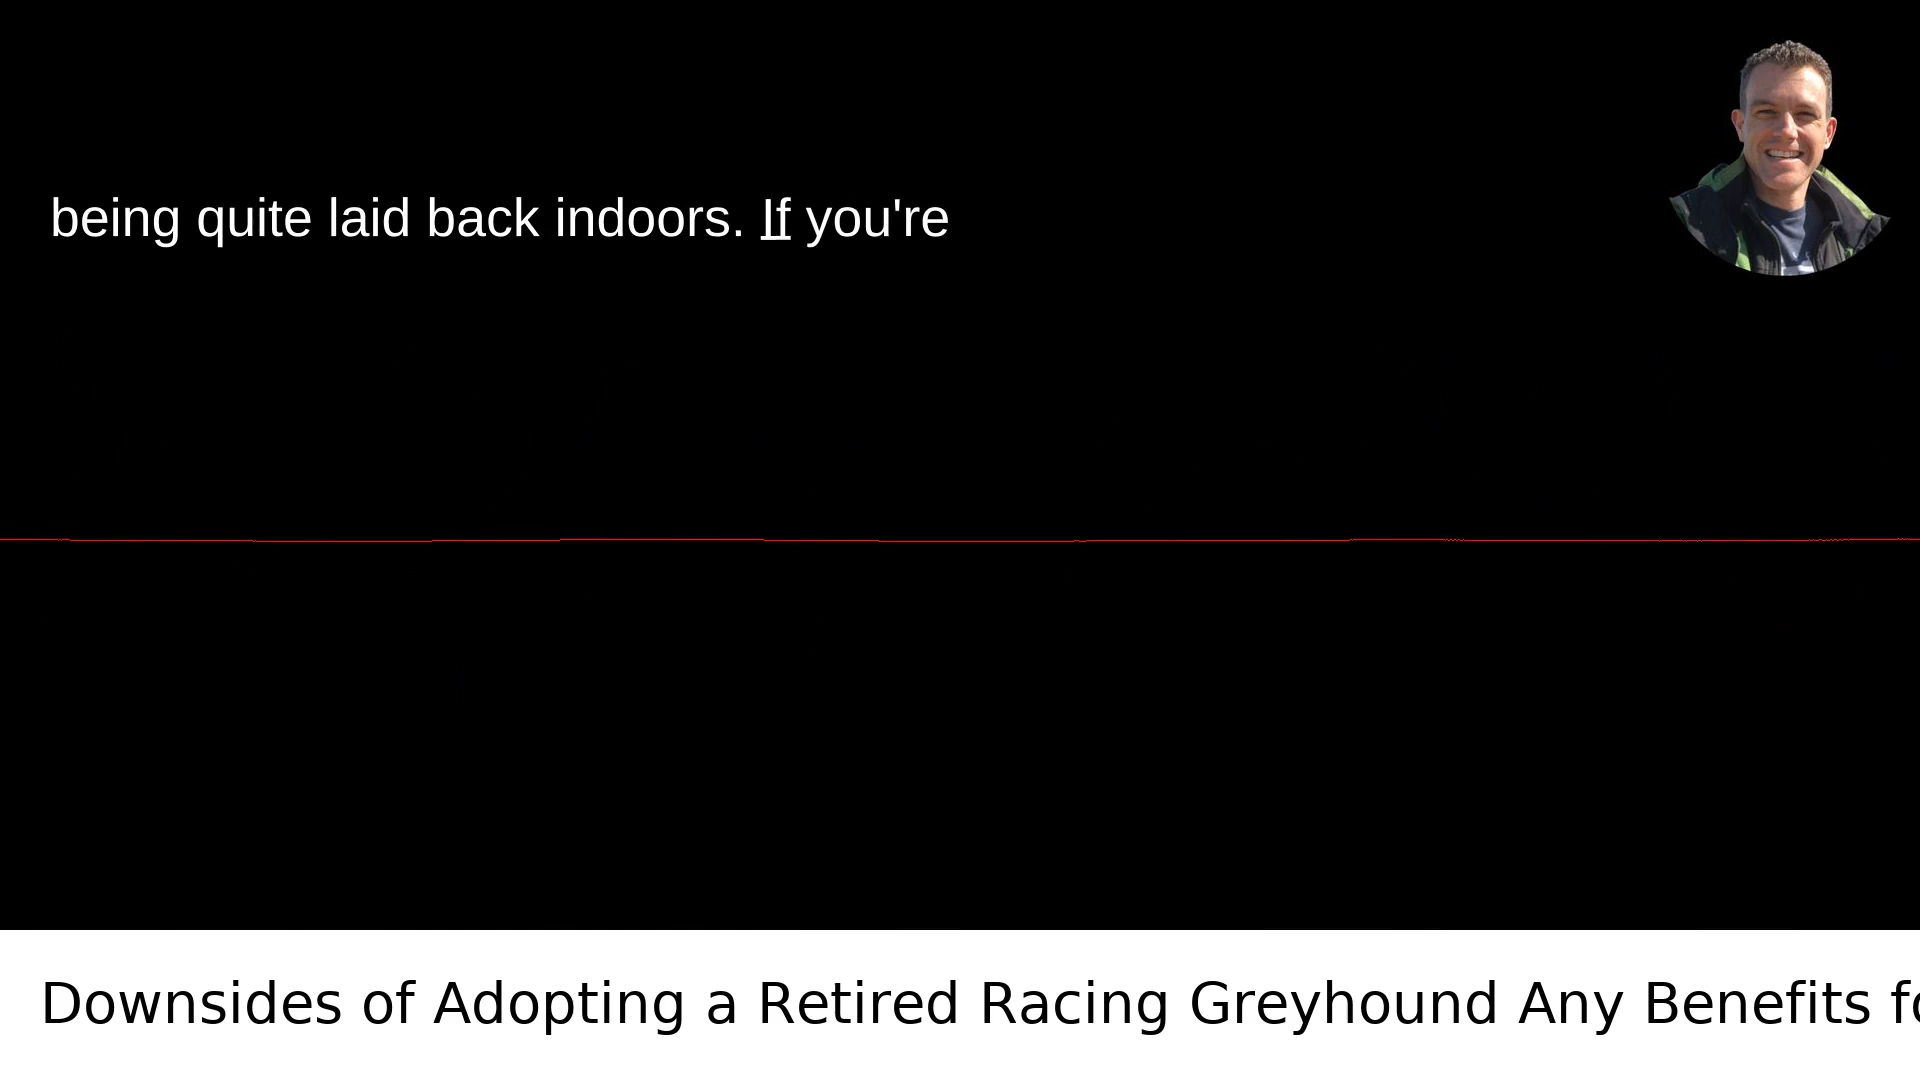 being quite laid back indoors. If you're
Downsides of Adopting a Retired Racing Greyhound Any Benefits